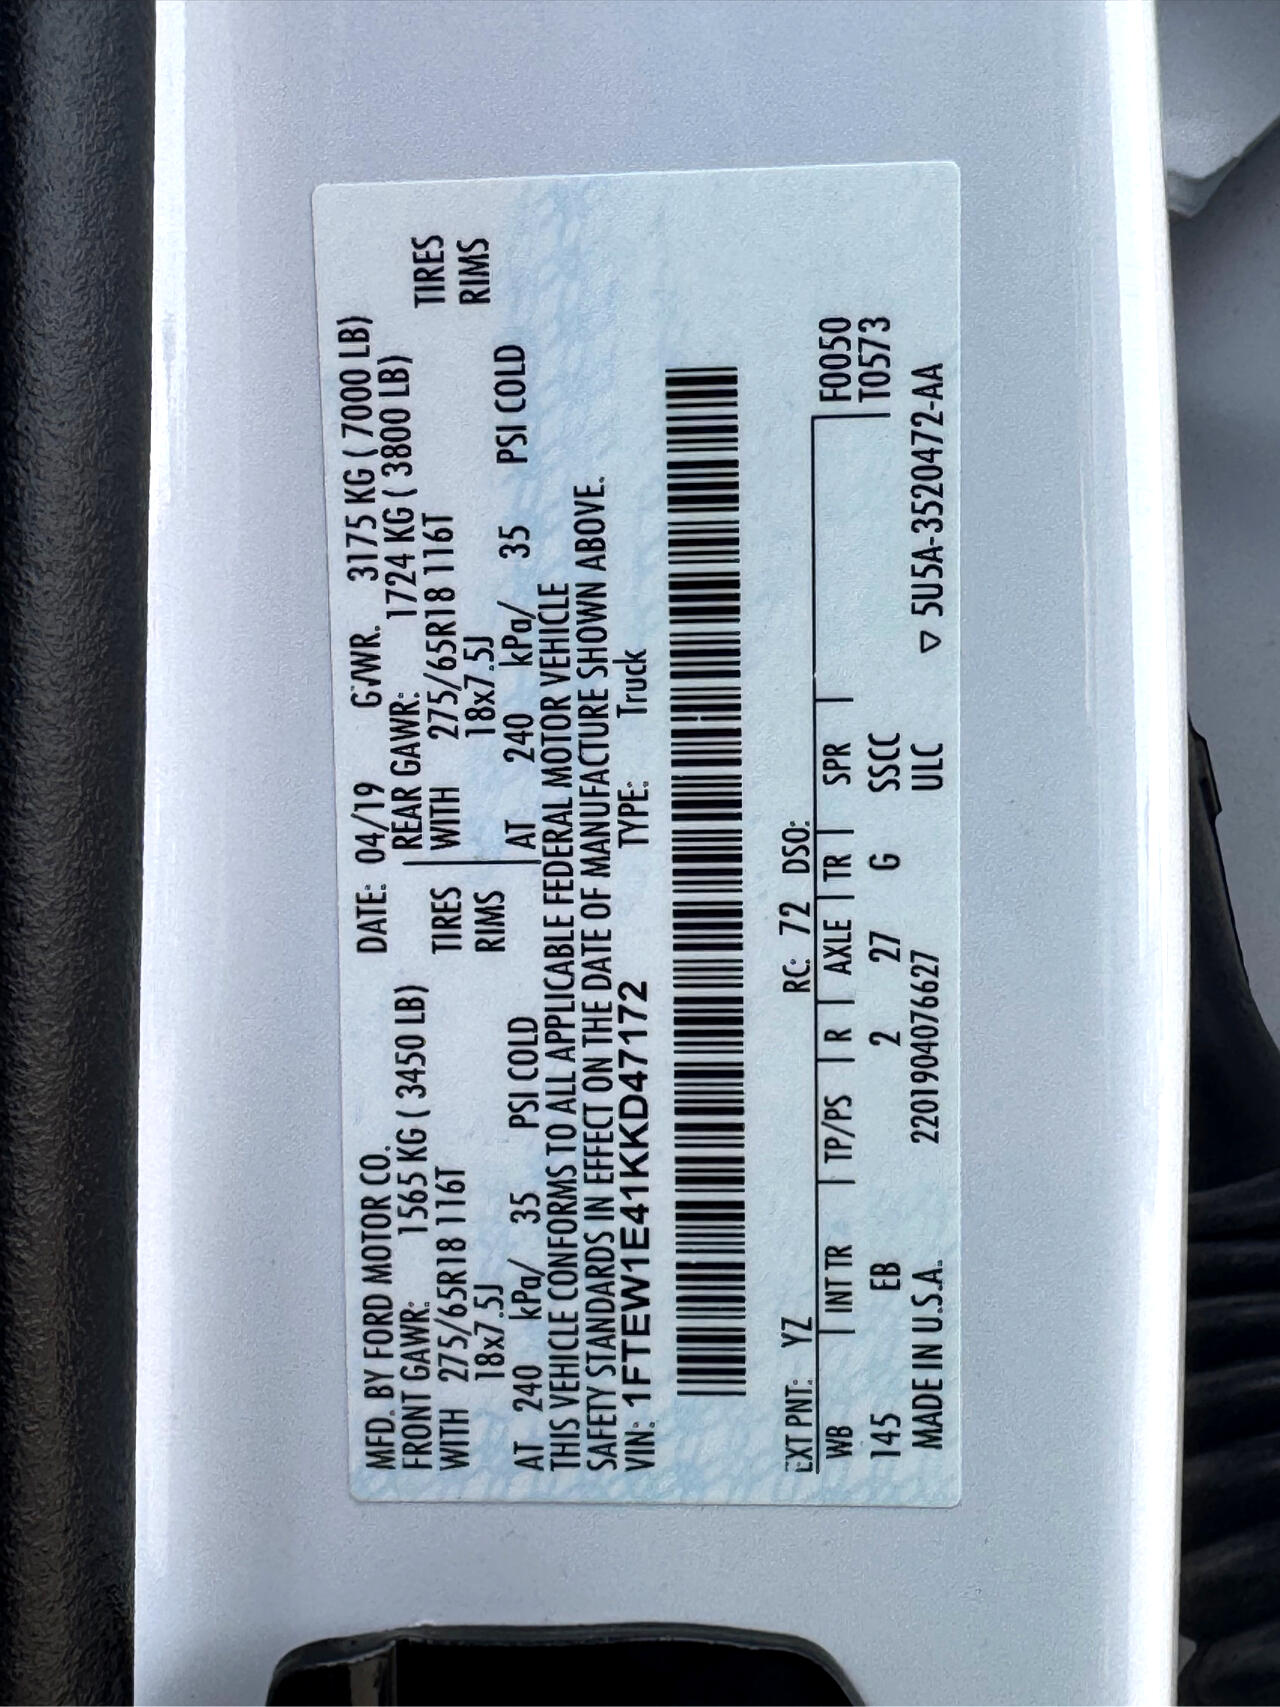 MFD. BY FORD MOTOR CO. DATE: 04/19 GVWR. 3175 KG ( 7000 LB)
FRONT GAWR: 1565 KG ( 3450 LB) REAR GAWR: 1724 KG ( 3800 LB)
WITH 275/65R18 116T TIRES WITH 275/65R18 116T TIRES
18x7.5J RIMS 18x7.5J RIMS
AT 240 kPa/ 35 PSI COLD AT 240 kPa/ 35 PSI COLD
THIS VEHICLE CONFORMS TO ALL APPLICABLE FEDERAL MOTOR VEHICLE
SAFETY STANDARDS IN EFFECT ON THE DATE OF MANUFACTURE SHOWN ABOVE.
VIN: 1FTEW1E41KKD47172 TYPE: Truck
EXT PNT: YZ RC: 72 DSO:
WB | INT TR | TP/PS | R | AXLE | TR | SPR | F0050
145 EB 2 27 G SSCC T0573
MADE IN U.S.A. 220190407 6627 ULC ▽ 5U5A-3520472-AA